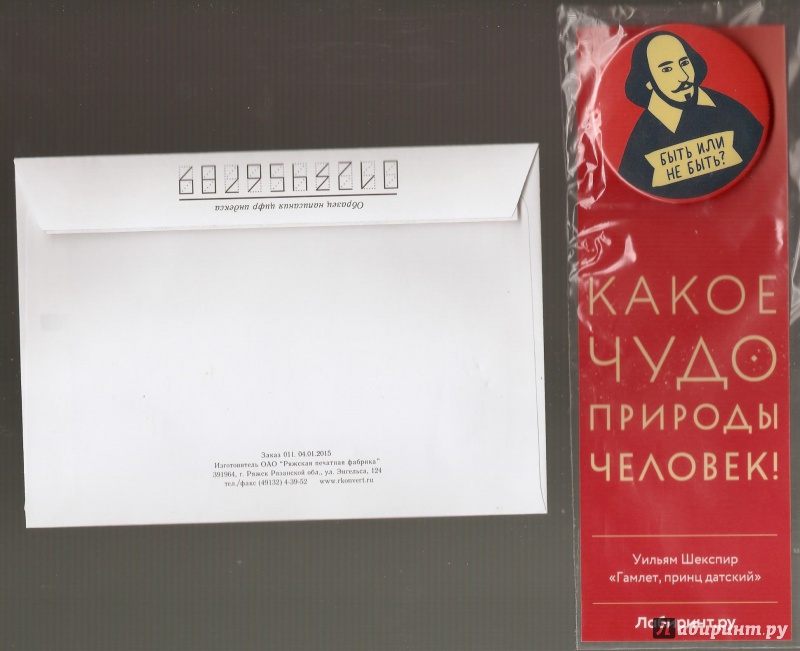 0123456789
Образец написания цифр индекса
Заказ 011. 04.01.2015
Изготовитель ОАО "Ряжская печатная фабрика"
391964, г. Ряжск Рязанской обл., ул. Энгельса, 124
тел./факс (49132) 4-39-52 www.rkonvert.ru
БЫТЬ ИЛИ
НЕ БЫТЬ?
КАКОЕ
ЧУДО
ПРИРОДЫ
ЧЕЛОВЕК!
Уильям Шекспир
«Гамлет, принц датский»
Лабиринт.ру
Лабиринт.ру